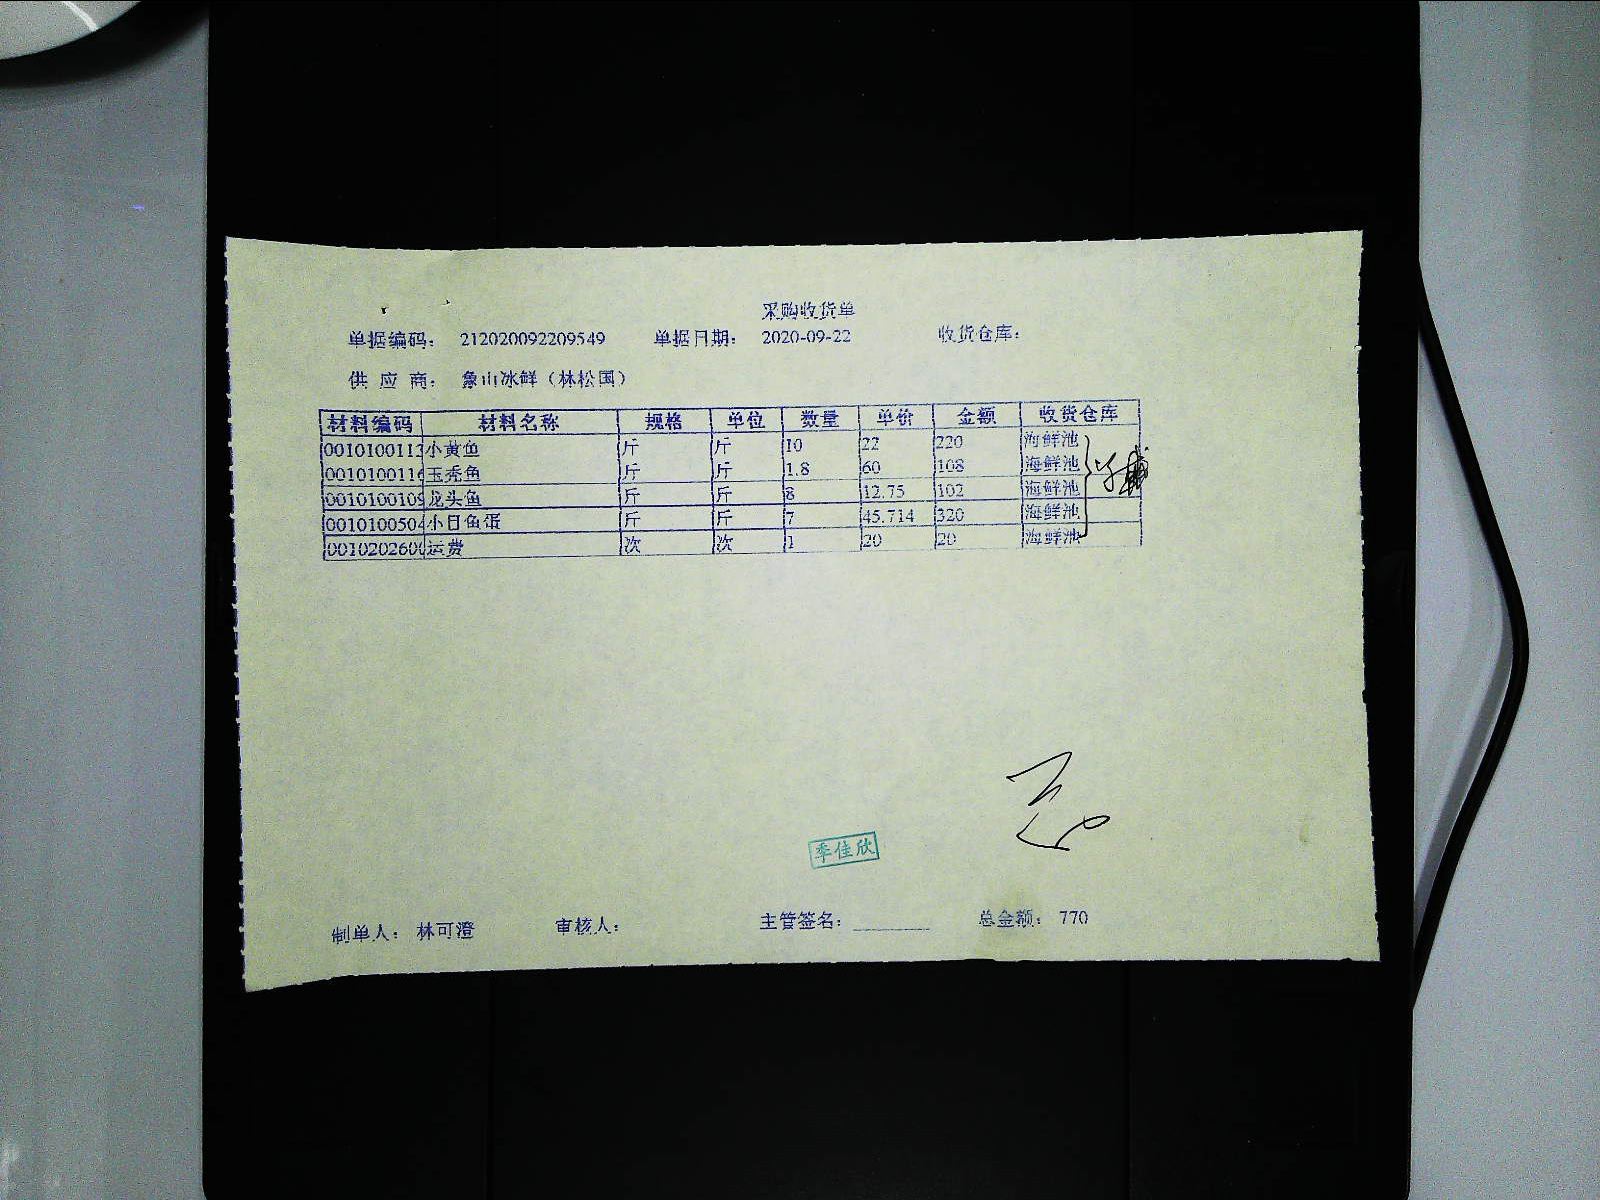 采购收货单
单据编码： 212020092209549 单据日期： 2020-09-22 收货仓库：
供 应 商： 象山冰鲜（林松国）
材料编码 材料名称 规格 单位 数量 单价 金额 收货仓库
0010100113 小黄鱼 斤 斤 10 22 220 海鲜池
0010100116 玉秃鱼 斤 斤 1.8 60 108 海鲜池
0010100109 龙头鱼 斤 斤 8 12.75 102 海鲜池
0010100504 小目鱼蛋 斤 斤 7 45.714 320 海鲜池
0010202600 运费 次 次 1 20 20 海鲜池
季佳欣
制单人： 林可澄 审核人： 主管签名： 总金额： 770